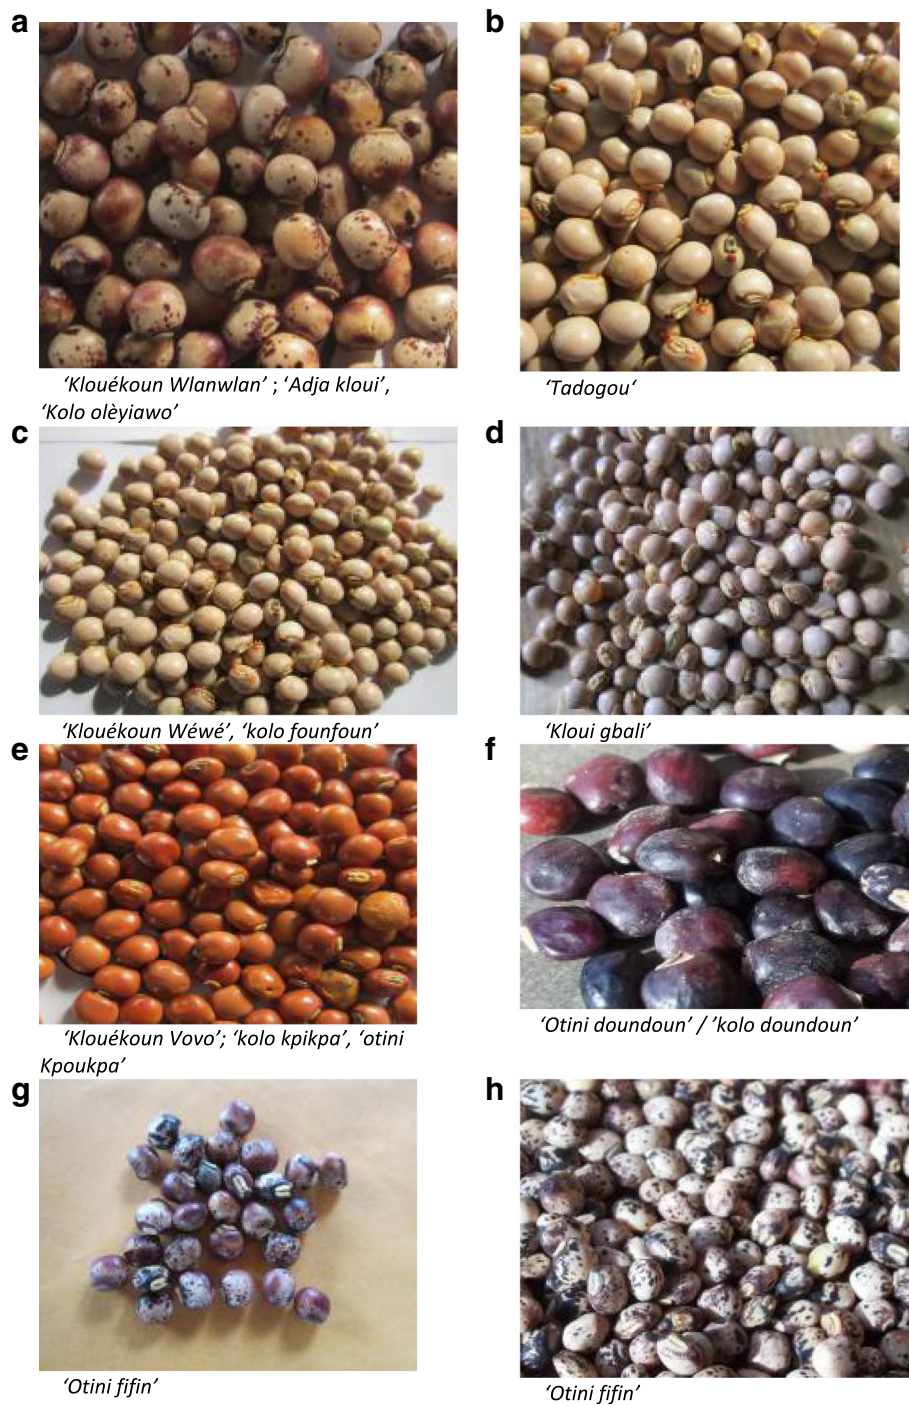 a
b
‘Klouékoun Wlanwlan’ ; ‘Adja kloui’,
‘Kolo olèyiawo’
‘Tadogou‘
c
d
‘Klouékoun Wéwé’, ‘kolo founfoun’
‘Kloui gbali’
e
f
‘Klouékoun Vovo’; ‘kolo kpikpa’, ‘otini
Kpoukpa’
‘Otini doundoun’ / ’kolo doundoun’
g
h
‘Otini fifin’
‘Otini fifin’